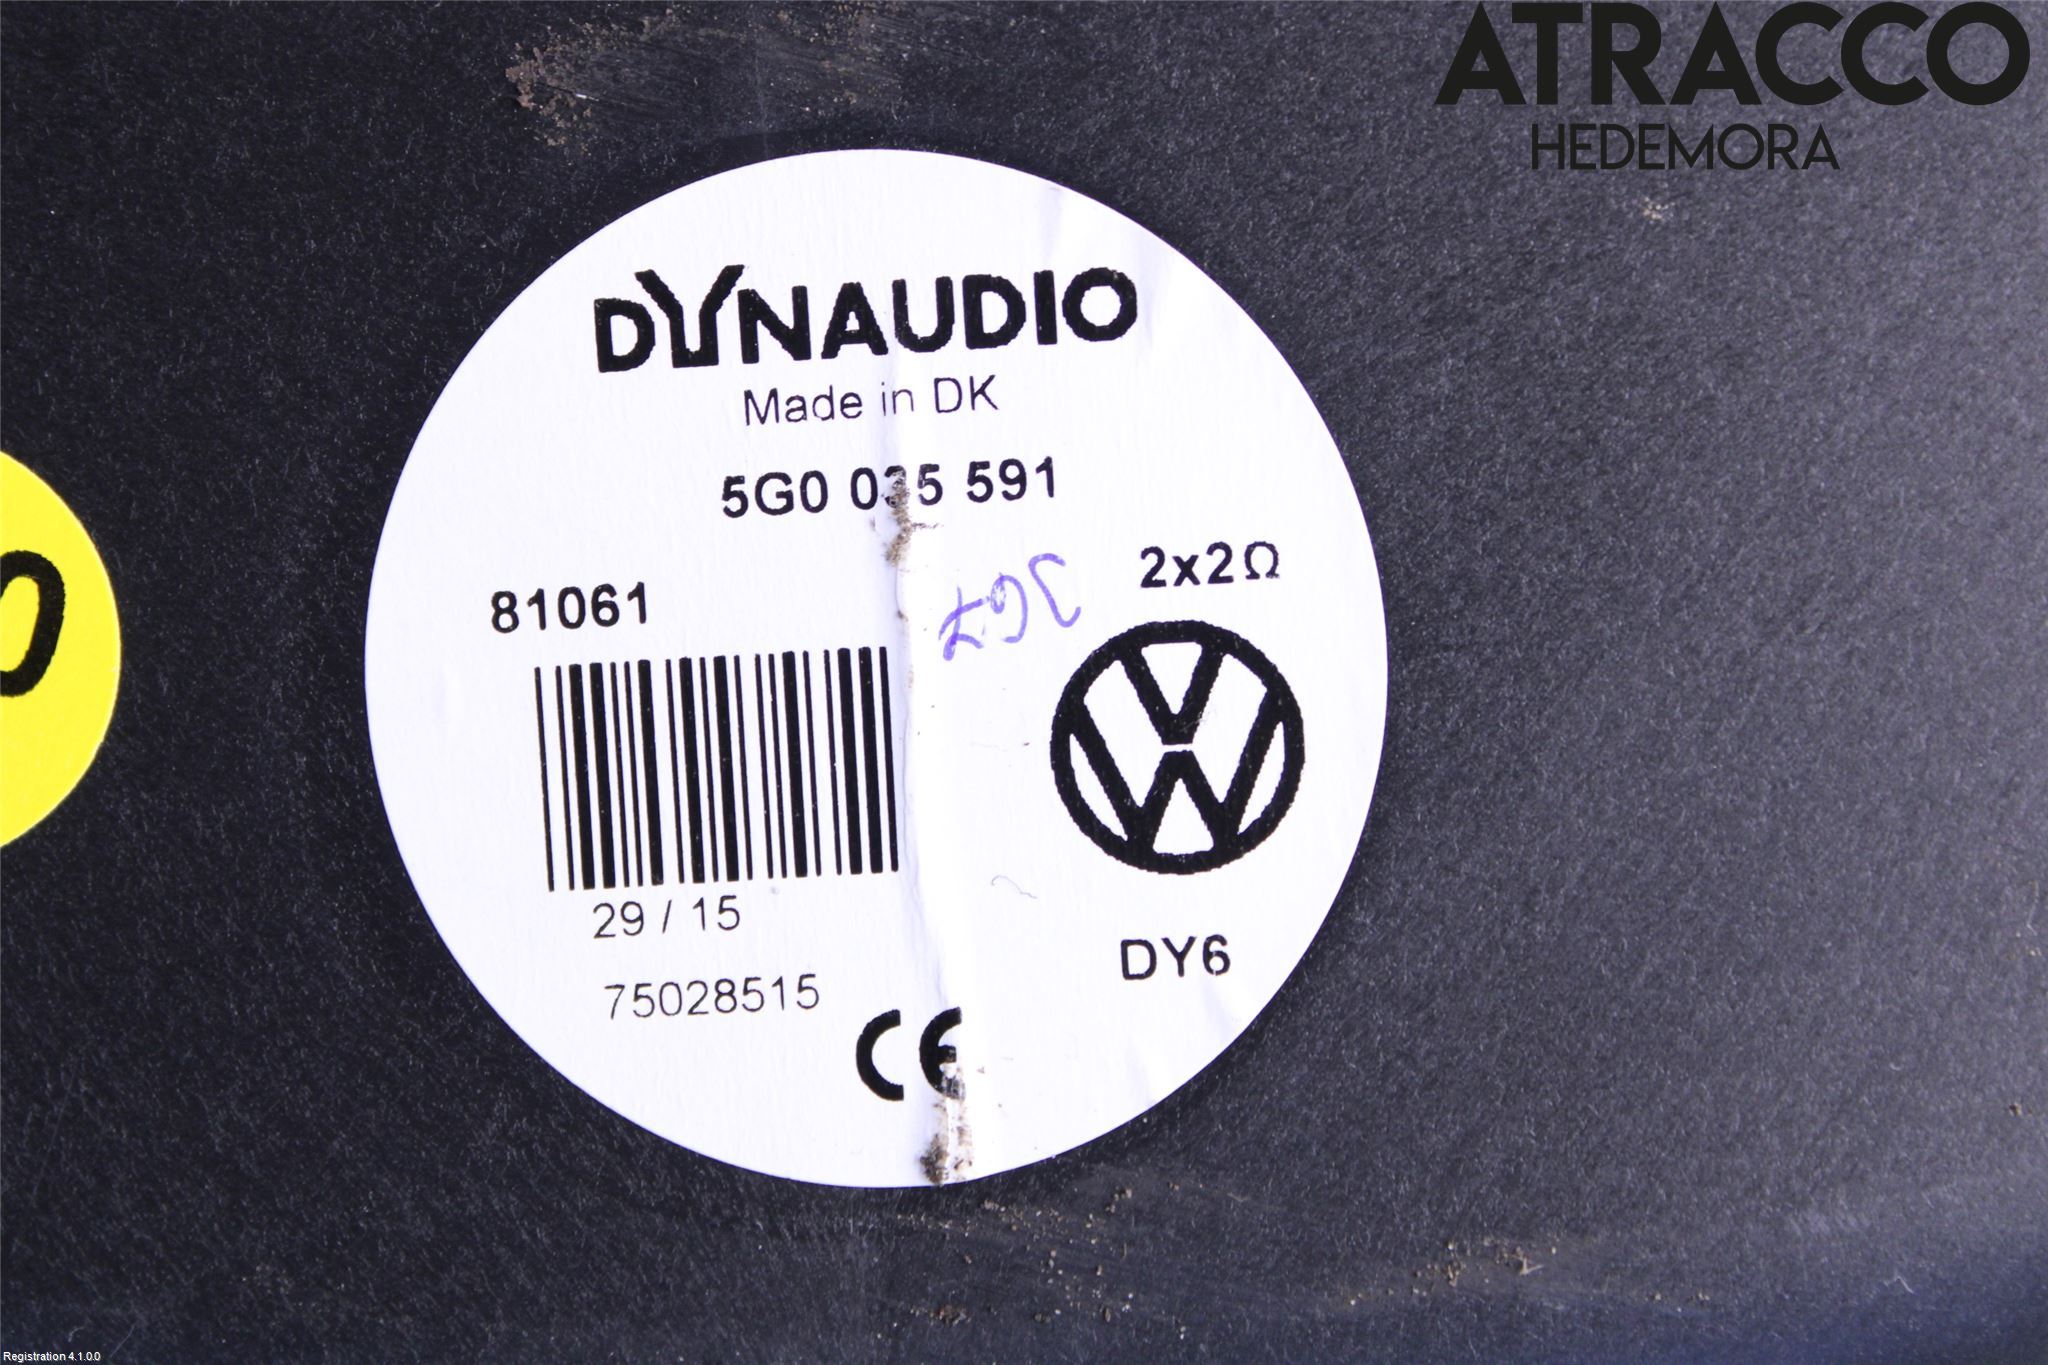 ATRACCO
HEDEMORA
DYNAUDIO
Made in DK
5G0 035 591
2x2Ω
81061
367
29 / 15
75028515
DY6
CE
Registration 4.1.0.0